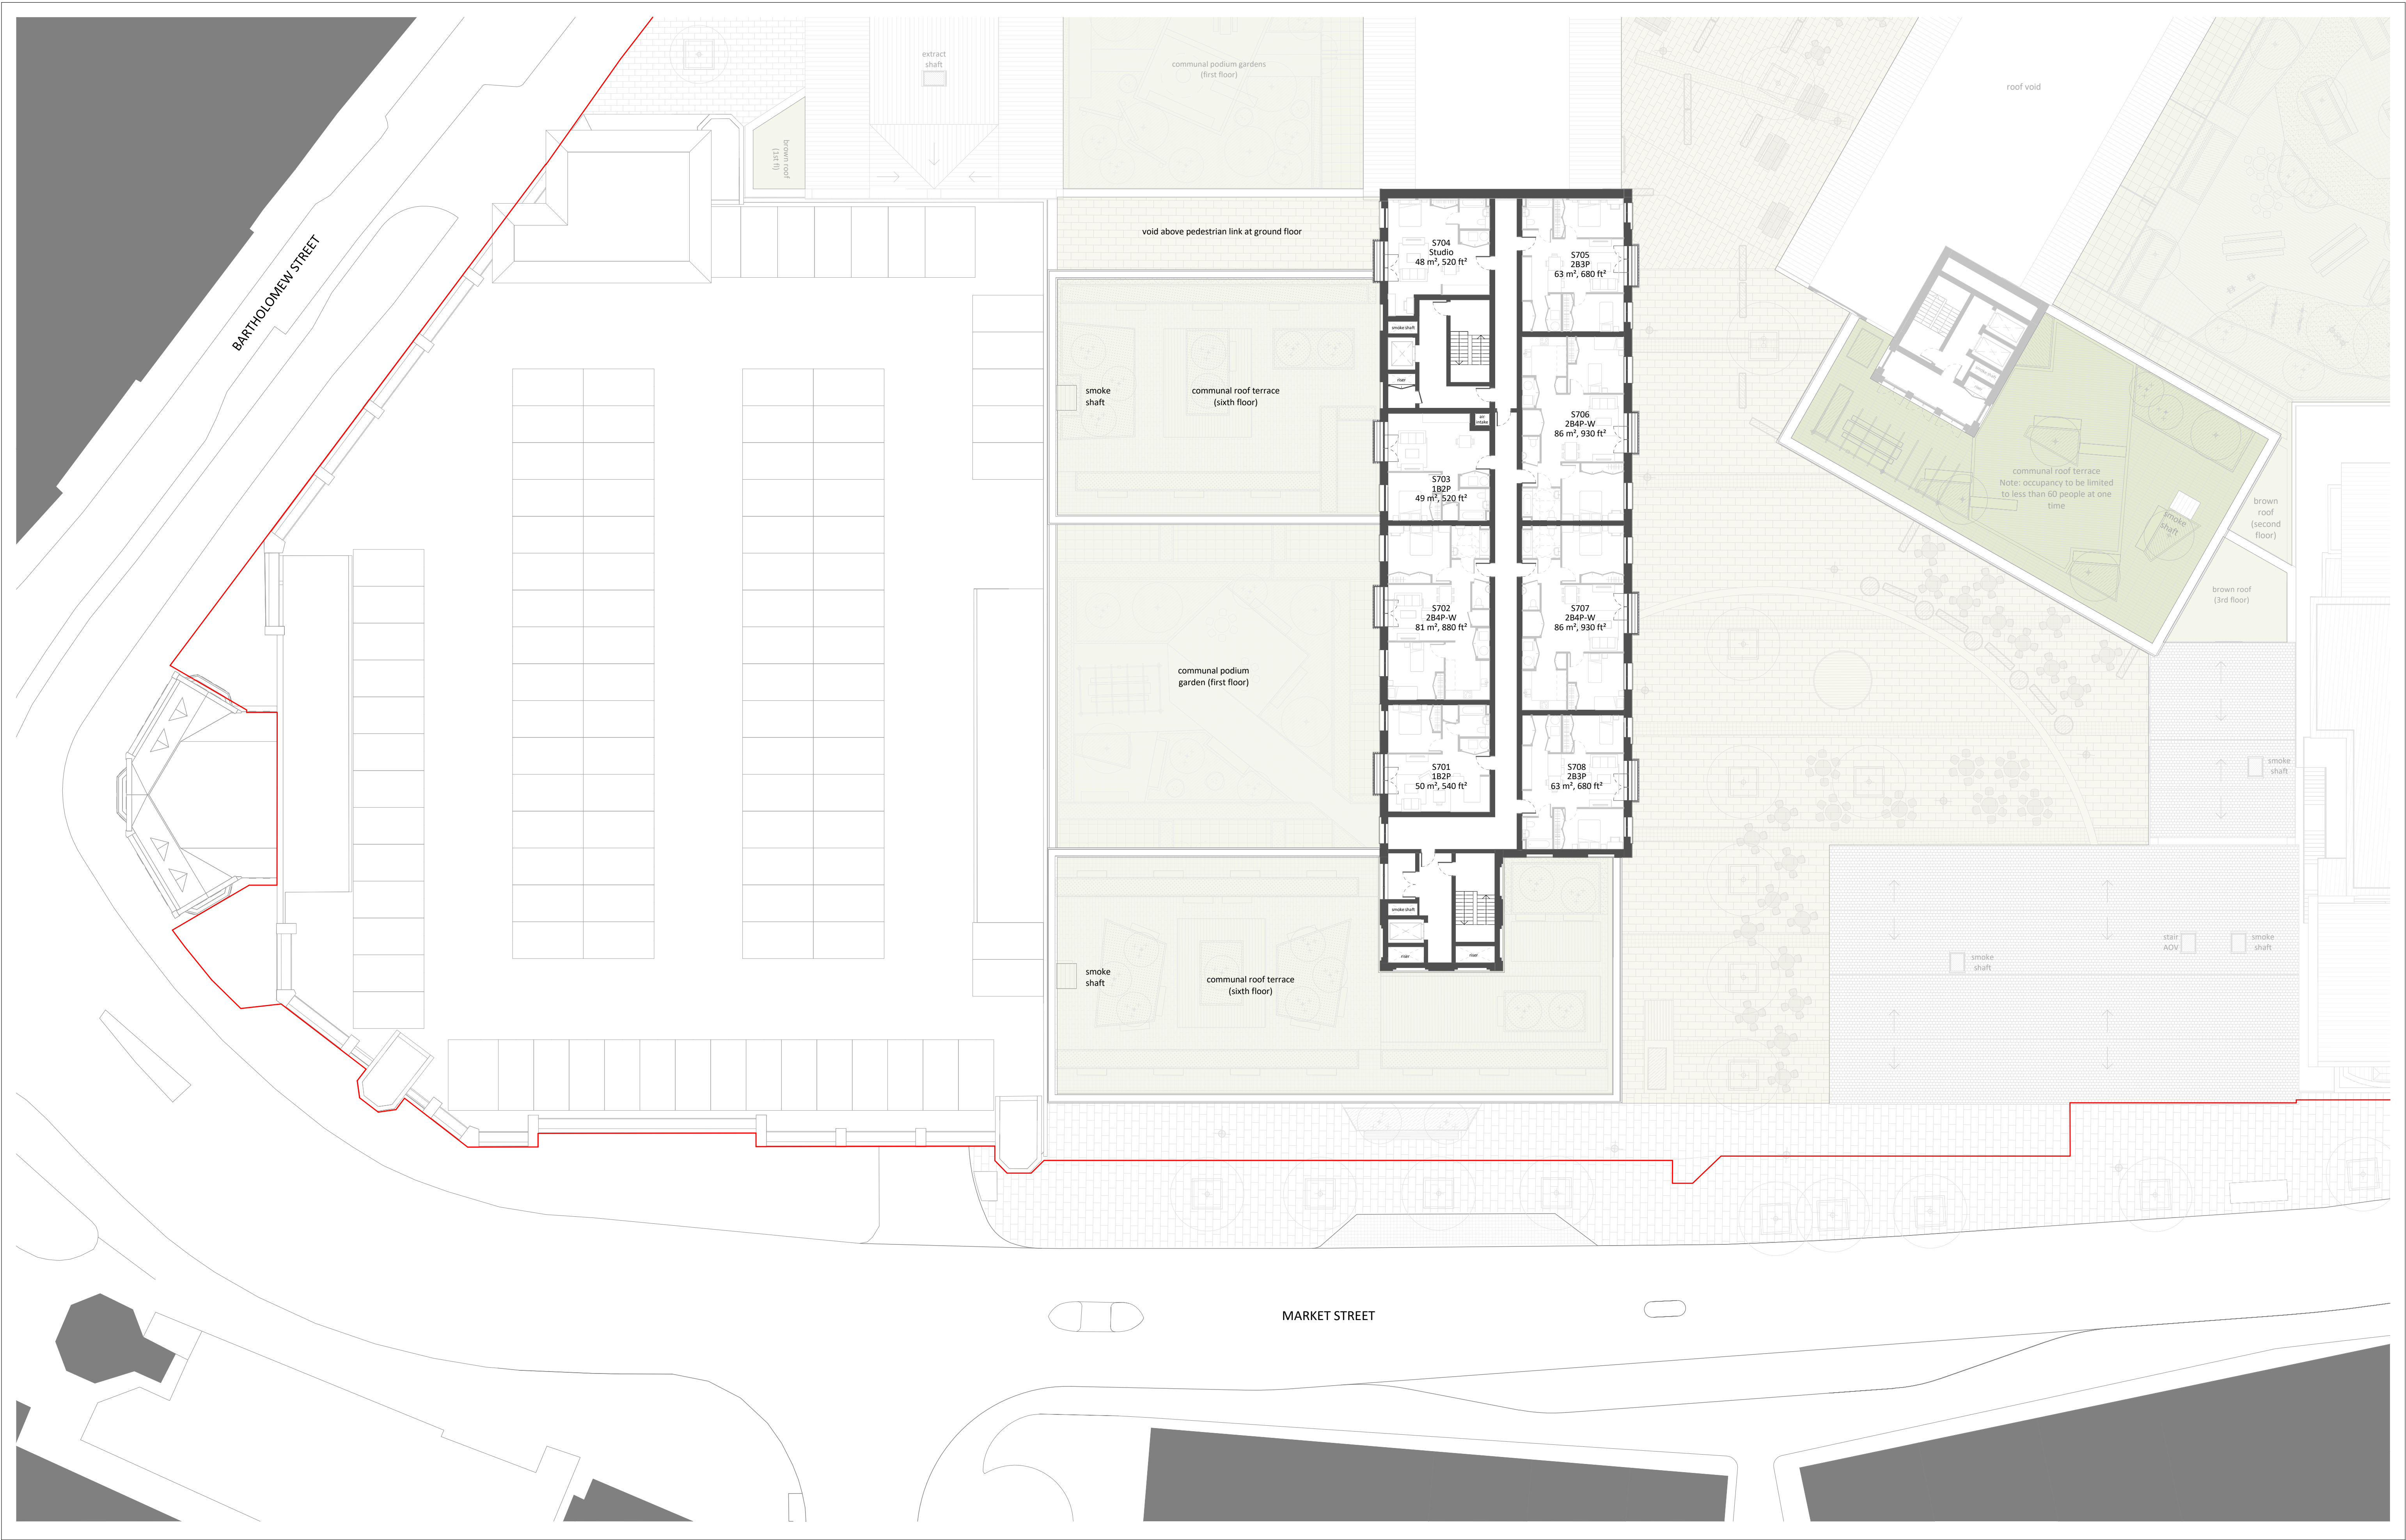 extract
shaft
communal podium gardens
(first floor)
roof void
brown roof
(1st fl)
BARTHOLOMEW STREET
void above pedestrian link at ground floor
S704
Studio
48 m², 520 ft²
S705
2B3P
63 m², 680 ft²
smoke shaft
riser
smoke
shaft
communal roof terrace
(sixth floor)
air
intake
S706
2B4P-W
86 m², 930 ft²
S703
1B2P
49 m², 520 ft²
smoke shaft
riser
communal roof terrace
Note: occupancy to be limited
to less than 60 people at one
time
smoke
shaft
brown
roof
(second
floor)
brown roof
(3rd floor)
S702
2B4P-W
81 m², 880 ft²
S707
2B4P-W
86 m², 930 ft²
communal podium
garden (first floor)
S701
1B2P
50 m², 540 ft²
S708
2B3P
63 m², 680 ft²
smoke
shaft
smoke shaft
riser
riser
smoke
shaft
communal roof terrace
(sixth floor)
stair
AOV
smoke
shaft
smoke
shaft
MARKET STREET